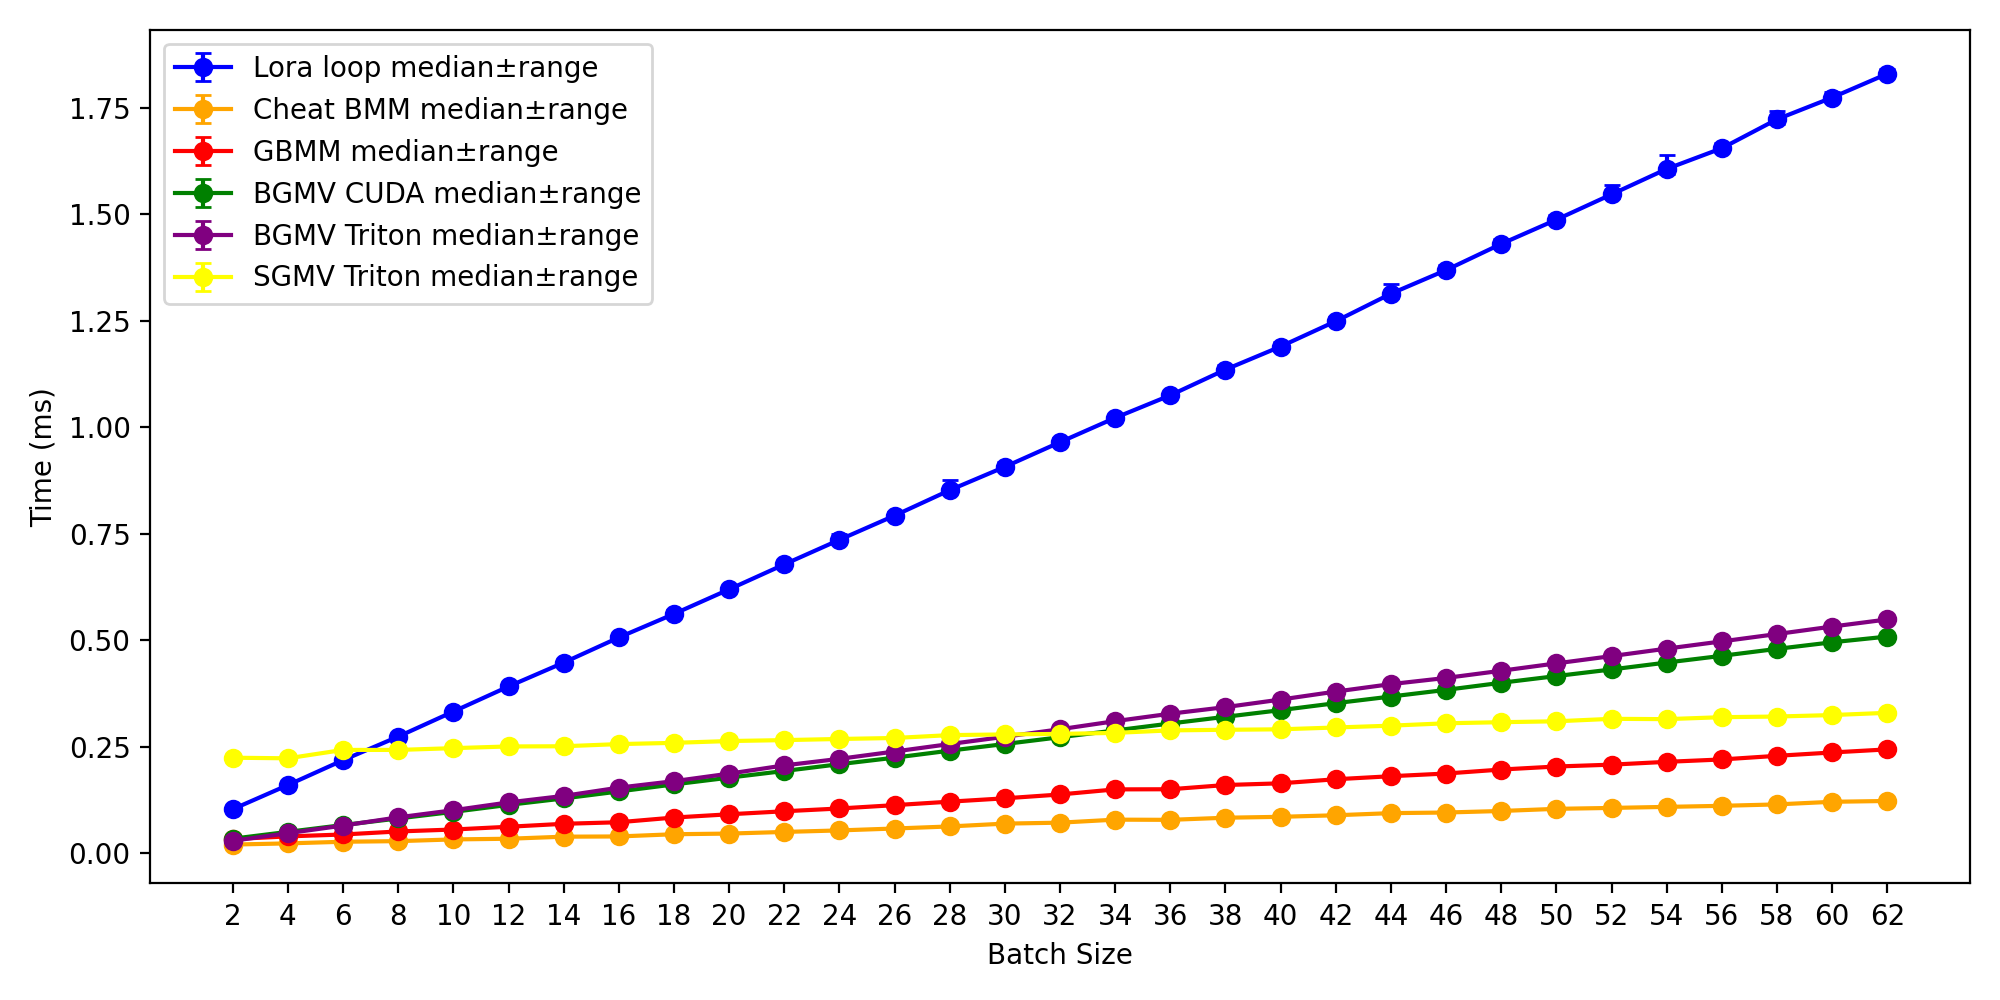 Lora loop median±range
Cheat BMM median±range
GBMM median±range
BGMV CUDA median±range
BGMV Triton median±range
SGMV Triton median±range
Time (ms)
1.75
1.50
1.25
1.00
0.75
0.50
0.25
0.00
2 4 6 8 10 12 14 16 18 20 22 24 26 28 30 32 34 36 38 40 42 44 46 48 50 52 54 56 58 60 62
Batch Size